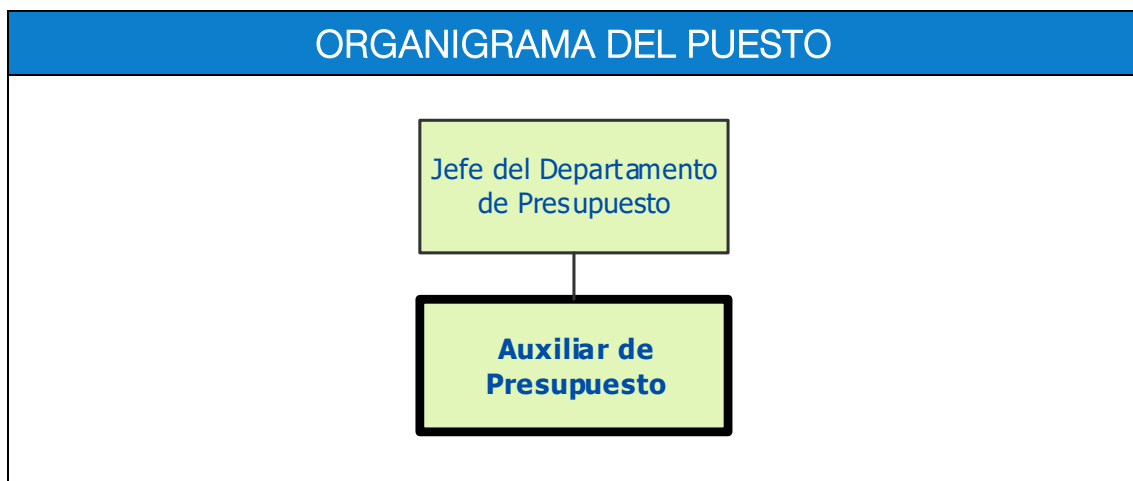 ORGANIGRAMA DEL PUESTO
Jefe del Departamento
de Presupuesto
Auxiliar de
Presupuesto